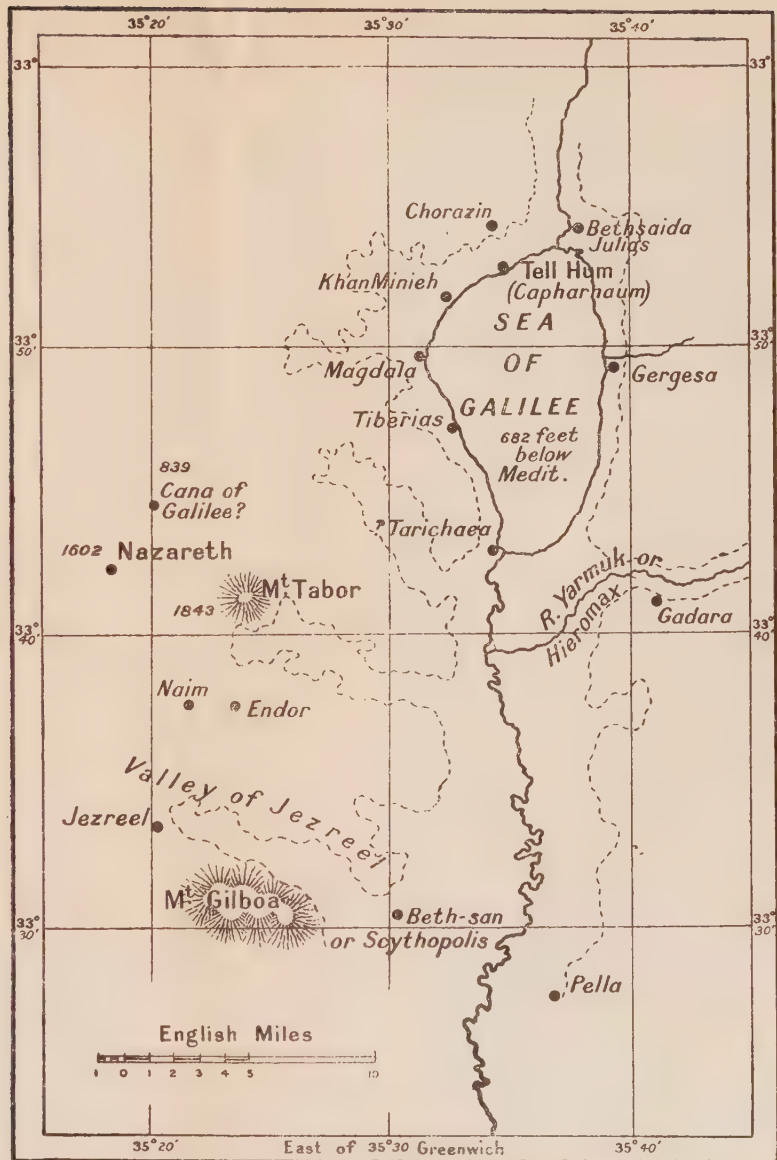 35°20' 35°30' 35°40'
33° 33°
Chorazin
Bethsaida
Julias
Khan Minieh
Tell Hum
(Capharnaum)
SEA
OF
GALILEE
682 feet
below
Medit.
33°
50'
33°
50'
Magdala
Gergesa
Tiberias
839
Cana of
Galilee?
? Tarichaea
1602 Nazareth
Mt Tabor
1843
R. Yarmuk or
Hieromax
Gadara
33°
40'
33°
40'
Naim
Endor
Valley of Jezreel
Jezreel
Mt Gilboa
Beth-san
or Scythopolis
33°
30'
33°
30'
Pella
English Miles
1 0 1 2 3 4 5 10
35°20' East of Greenwich 35°30' 35°40'